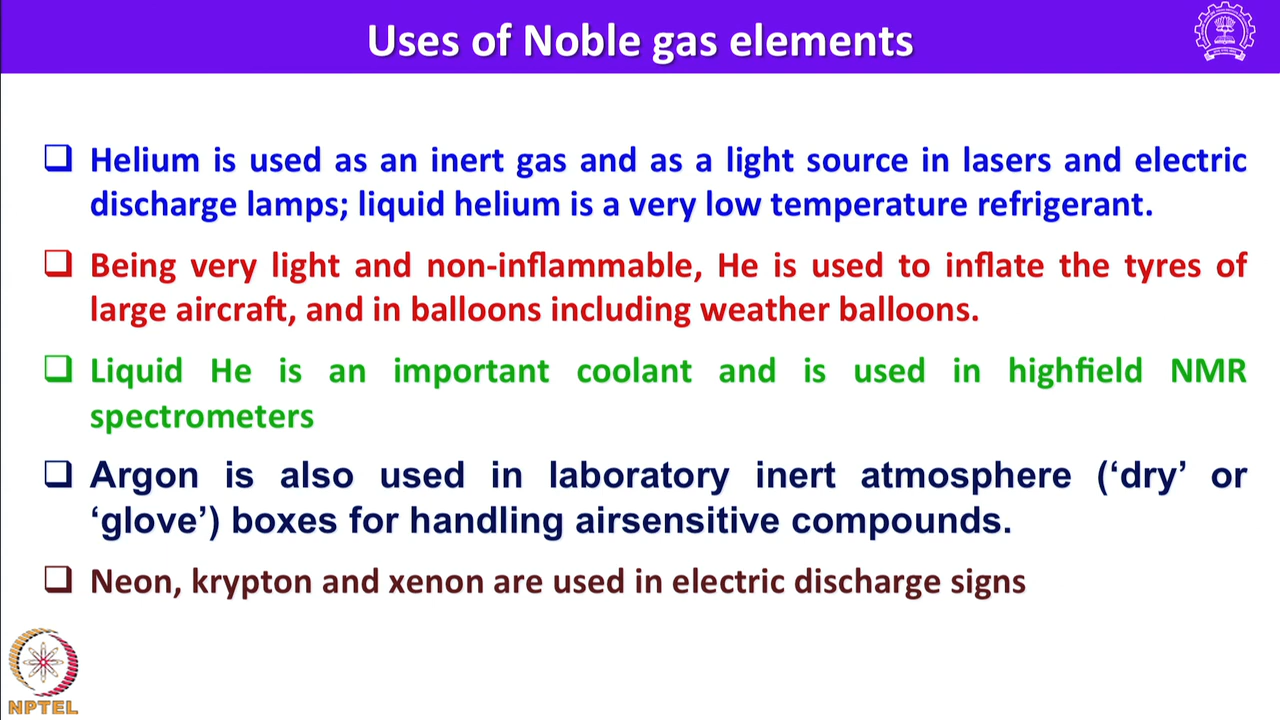 Uses of Noble gas elements
❑ Helium is used as an inert gas and as a light source in lasers and electric
discharge lamps; liquid helium is a very low temperature refrigerant.
❑ Being very light and non-inflammable, He is used to inflate the tyres of
large aircraft, and in balloons including weather balloons.
❑ Liquid He is an important coolant and is used in highfield NMR
spectrometers
❑ Argon is also used in laboratory inert atmosphere (‘dry’ or
‘glove’) boxes for handling airsensitive compounds.
❑ Neon, krypton and xenon are used in electric discharge signs
NPTEL